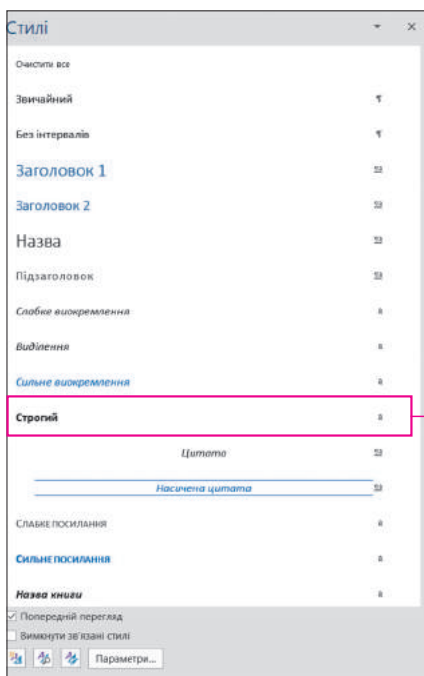 Стилі
Очистити все
Звичайний ¶
Без інтервалів ¶
Заголовок 1
Заголовок 2
Назва
Підзаголовок
Слабке виокремлення a
Виділення a
Сильне виокремлення a
Строгий a
Цитата
Насичена цитата
Слабке посилання a
Сильне посилання a
Назва книги a
Попередній перегляд
Вимкнути зв'язані стилі
Параметри...